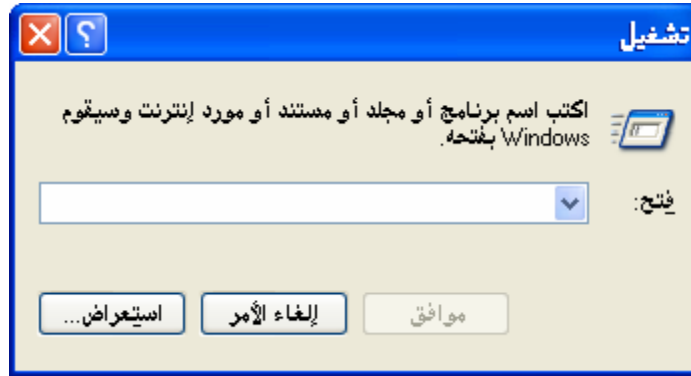 تشغيل
اكتب اسم برنامج أو مجلد أو مستند أو مورد إنترنت وسيقوم
Windows بفتحه.
فتح:
موافق
إلغاء الأمر
استعراض...